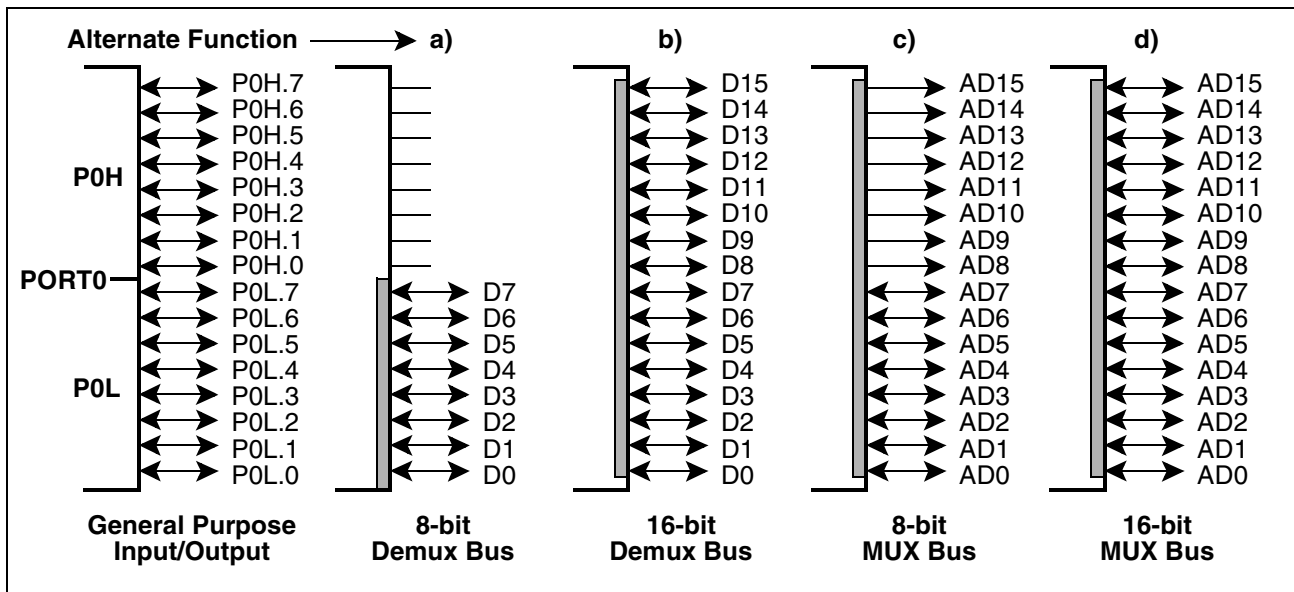 Alternate Function a) b) c) d)
P0H.7 D15 AD15 AD15
P0H.6 D14 AD14 AD14
P0H.5 D13 AD13 AD13
P0H.4 D12 AD12 AD12
P0H P0H.3 D11 AD11 AD11
P0H.2 D10 AD10 AD10
P0H.1 D9 AD9 AD9
P0H.0 D8 AD8 AD8
PORT0 P0L.7 D7 D7 AD7 AD7
P0L.6 D6 D6 AD6 AD6
P0L.5 D5 D5 AD5 AD5
P0L P0L.4 D4 D4 AD4 AD4
P0L.3 D3 D3 AD3 AD3
P0L.2 D2 D2 AD2 AD2
P0L.1 D1 D1 AD1 AD1
P0L.0 D0 D0 AD0 AD0
General Purpose 8-bit 16-bit 8-bit 16-bit
Input/Output Demux Bus Demux Bus MUX Bus MUX Bus